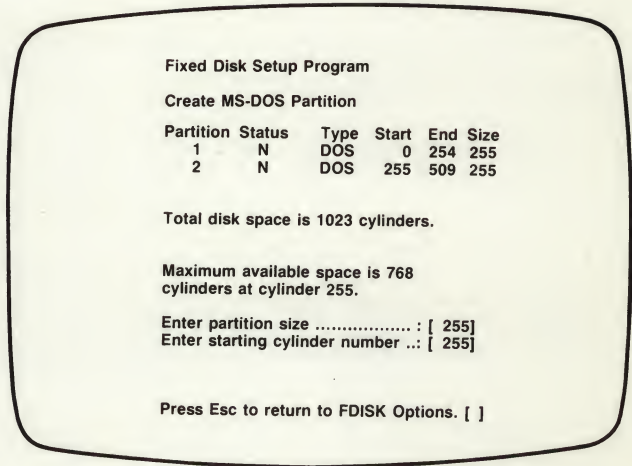 Fixed Disk Setup Program
Create MS-DOS Partition
Partition Status Type Start End Size
1 N DOS 0 254 255
2 N DOS 255 509 255
Total disk space is 1023 cylinders.
Maximum available space is 768
cylinders at cylinder 255.
Enter partition size .................. : [ 255]
Enter starting cylinder number ..: [ 255]
Press Esc to return to FDISK Options. [ ]